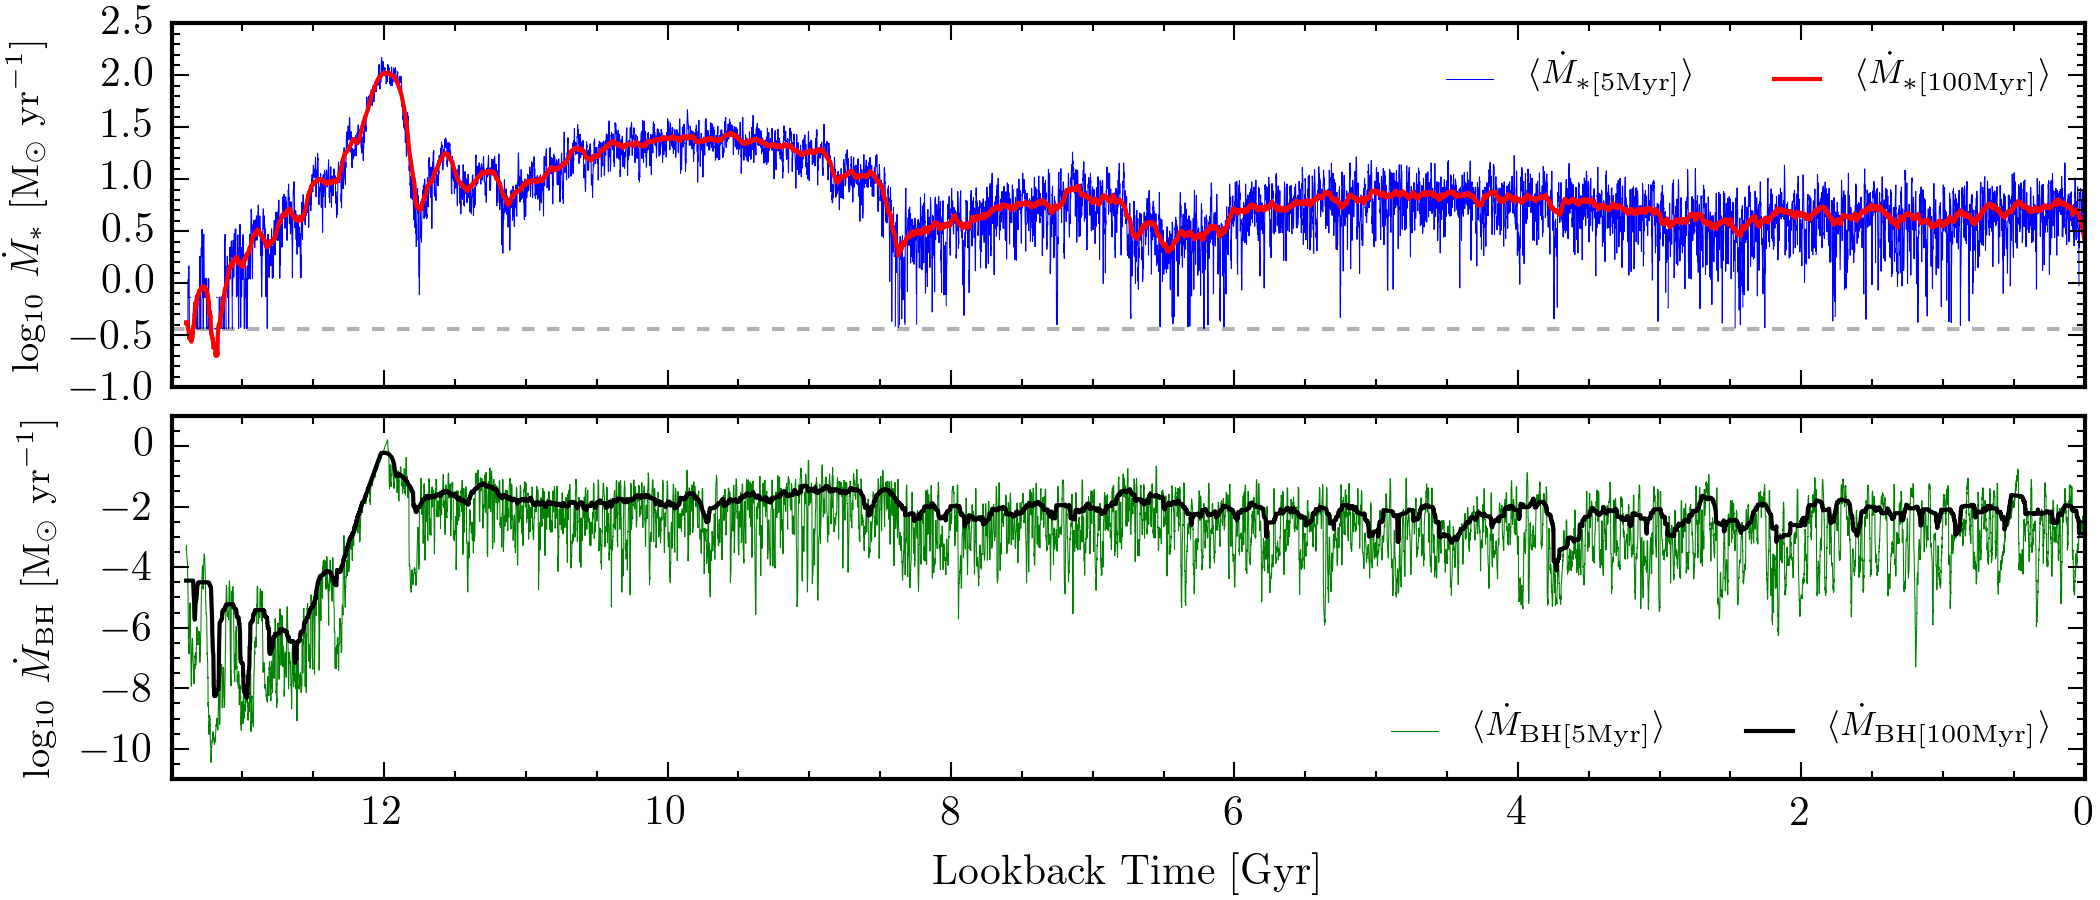 2.5
2.0
1.5
1.0
0.5
0.0
−0.5
−1.0
log₁₀ Ṁ∗ [M⊙ yr⁻¹]
⟨Ṁ∗[5Myr]⟩
⟨Ṁ∗[100Myr]⟩
0
−2
−4
−6
−8
−10
log₁₀ Ṁ_BH [M⊙ yr⁻¹]
⟨Ṁ_BH[5Myr]⟩
⟨Ṁ_BH[100Myr]⟩
12 10 8 6 4 2 0
Lookback Time [Gyr]